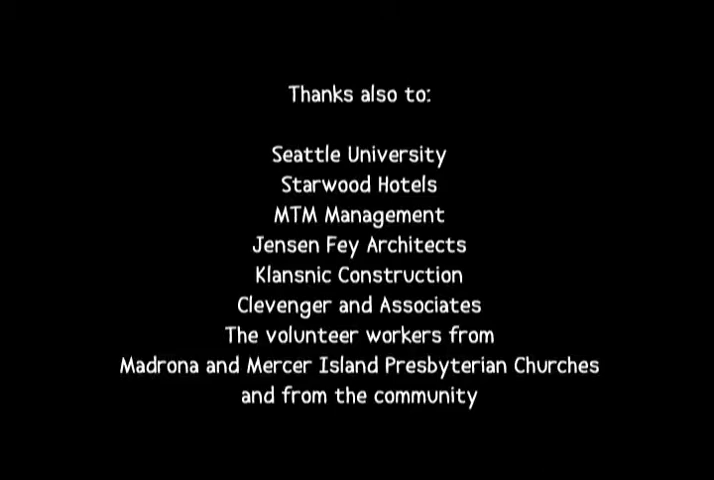 Thanks also to:
Seattle University
Starwood Hotels
MTM Management
Jensen Fey Architects
Klansnic Construction
Clevenger and Associates
The volunteer workers from
Madrona and Mercer Island Presbyterian Churches
and from the community